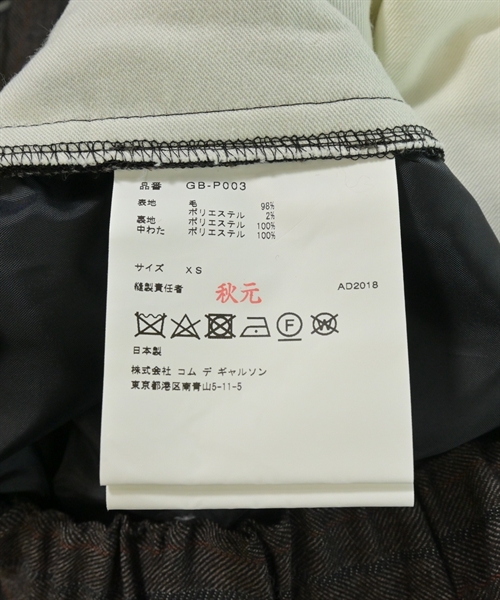 品番 GB-P003
表地 毛 98%
ポリエステル 2%
裏地 ポリエステル 100%
中わた ポリエステル 100%
サイズ XS
縫製責任者 秋元 AD2018
F W
日本製
株式会社 コム デ ギャルソン
東京都港区南青山5-11-5